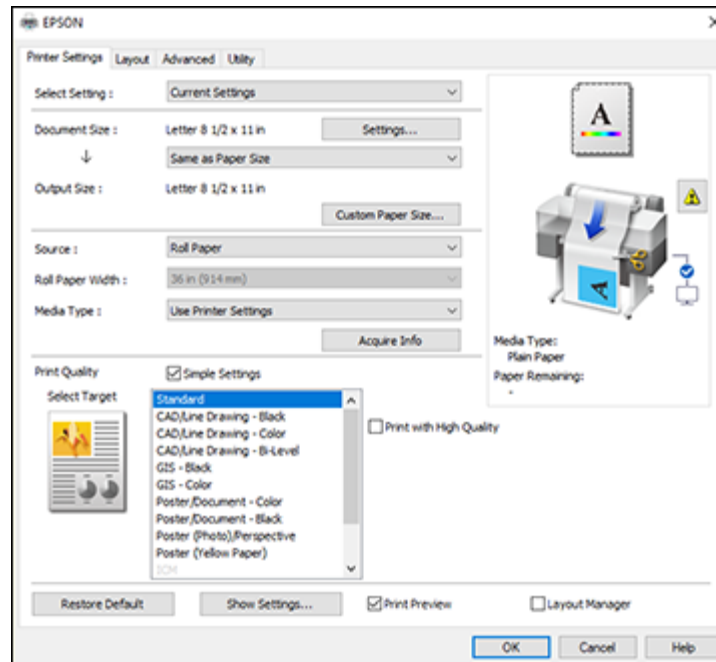 EPSON
Printer Settings Layout Advanced Utility
Select Setting : Current Settings
Document Size : Letter 8 1/2 x 11 in Settings...
Same as Paper Size
Output Size : Letter 8 1/2 x 11 in
Custom Paper Size...
Source : Roll Paper
Roll Paper Width : 36 in (914 mm)
Media Type : Use Printer Settings
Acquire Info
Print Quality Simple Settings
Select Target
Standard
CAD/Line Drawing - Black
CAD/Line Drawing - Color
CAD/Line Drawing - Bi-Level
GIS - Black
GIS - Color
Poster/Document - Color
Poster/Document - Black
Poster (Photo)/Perspective
Poster (Yellow Paper)
ICM
Print with High Quality
A
A
Media Type:
Plain Paper
Paper Remaining:
-
Restore Default Show Settings... Print Preview Layout Manager
OK Cancel Help